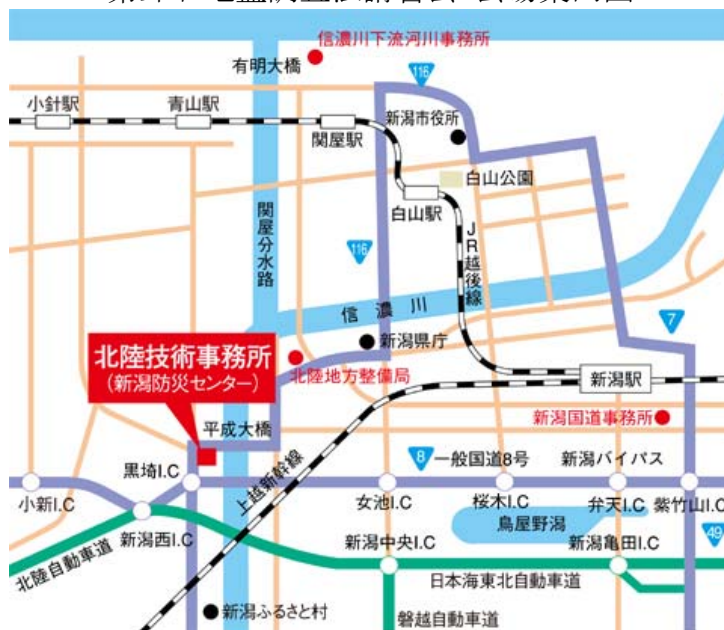 信濃川下流河川事務所
有明大橋
116
小針駅
青山駅
関屋駅
新潟市役所
白山公園
白山駅
関屋分水路
116
JR越後線
信濃川
7
新潟県庁
北陸技術事務所
(新潟防災センター)
北陸地方整備局
新潟駅
新潟国道事務所
平成大橋
黒埼I.C
上越新幹線
8
一般国道8号
新潟バイパス
小新I.C
女池I.C
桜木I.C
弁天I.C
紫竹山I.C
鳥屋野潟
49
新潟西I.C
新潟中央I.C
新潟亀田I.C
北陸自動車道
日本海東北自動車道
新潟ふるさと村
磐越自動車道